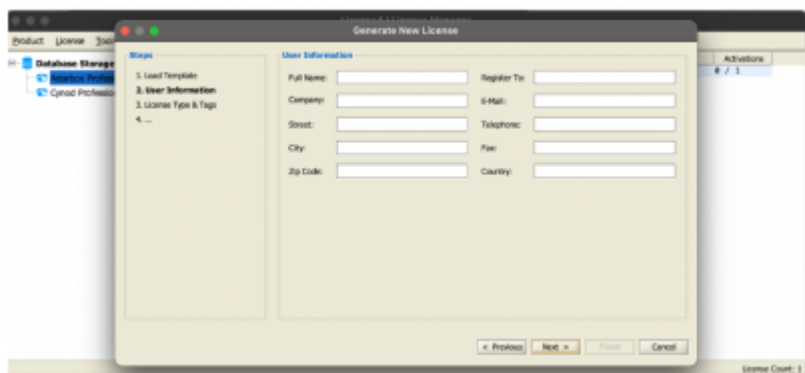 Generate New License
Product License
Database Storage
Activations
0 / 1
Steps
1. Load Template
2. User Information
3. License Type & Tags
4. ...
User Information
Full Name: Register To:
Company: E-Mail:
Street: Telephone:
City: Fax:
Zip Code: Country:
< Previous Next > Finish Cancel
License Count: 1